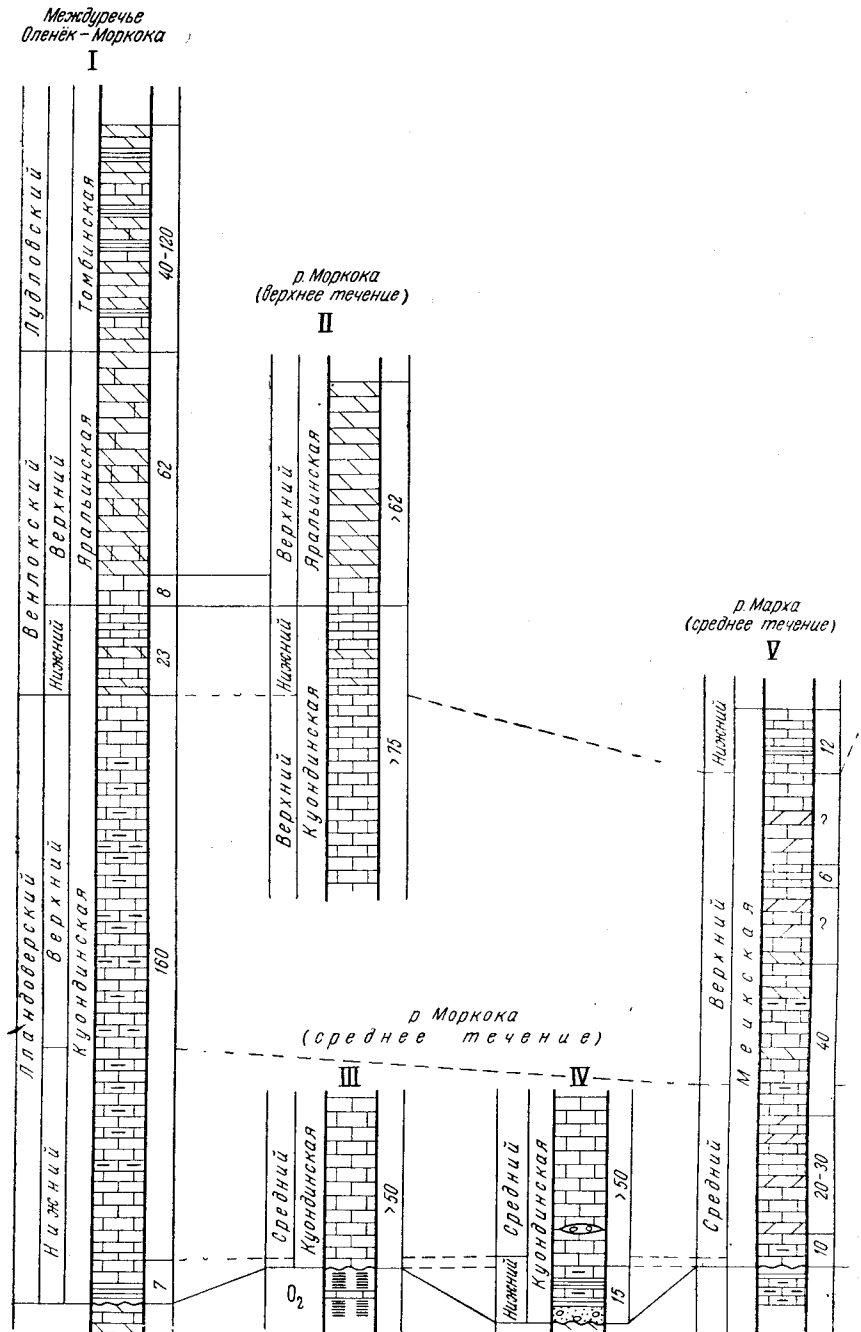 Междуречье
Оленёк-Моркока
I
Лудловский
Томбинская
40-120
Венлокский
Верхний
Яральинская
62
8
Нижний
23
Лландоверский
Верхний
Куондинская
160
Нижний
7
р. Моркока
(верхнее течение)
II
Верхний
Яральинская
>62
Нижний
Верхний
Куондинская
>75
р Моркока
(среднее течение)
III
Средний
Куондинская
>50
O₂
IV
Средний
Нижний
Куондинская
>50
15
р. Марха
(среднее течение)
V
Нижний
Верхний
Средний
Меикская
12
?
6
?
40
20-30
10